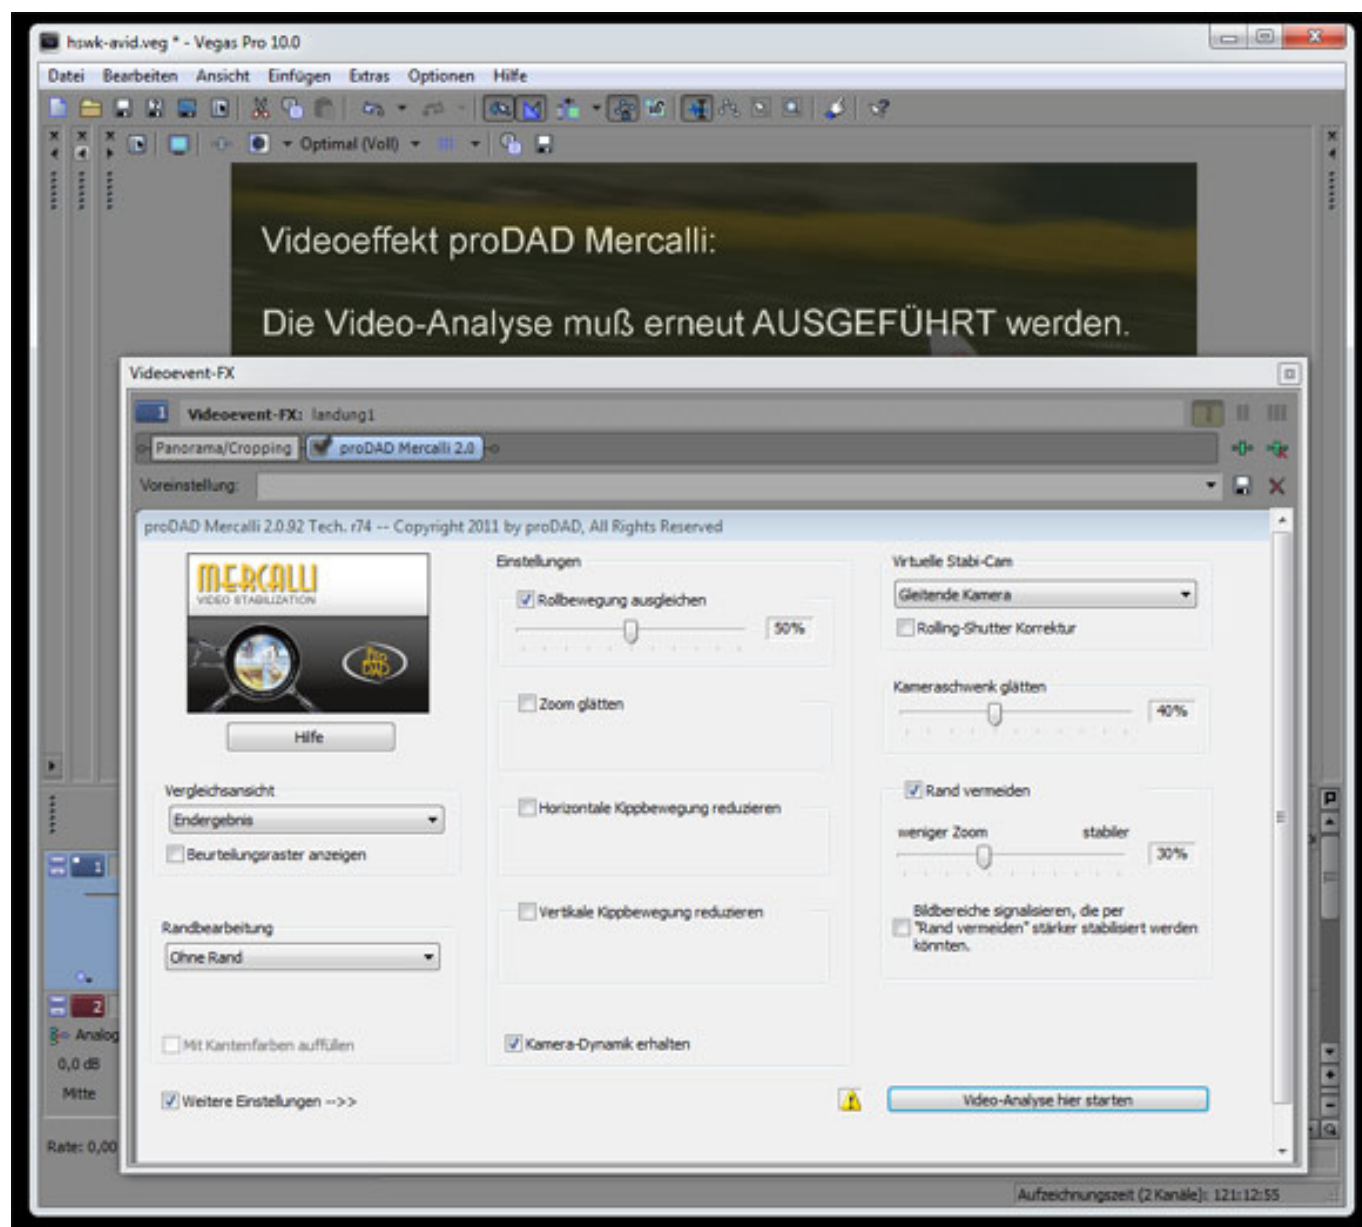 hswk-avid.veg * - Vegas Pro 10.0
Datei Bearbeiten Ansicht Einfügen Extras Optionen Hilfe
Optimal (Voll)
Videoeffekt proDAD Mercalli:
Die Video-Analyse muß erneut AUSGEFÜHRT werden.
Videoevent-FX
1 Videoevent-FX: landung1
Panorama/Cropping proDAD Mercalli 2.0
Voreinstellung:
proDAD Mercalli 2.0.92 Tech. r74 -- Copyright 2011 by proDAD, All Rights Reserved
MERCALLI
VIDEO STABILIZATION
Pro
DAD
Hilfe
Vergleichsansicht
Endergebnis
Beurteilungsraster anzeigen
Randbearbeitung
Ohne Rand
Mit Kantenfarben auffüllen
Weitere Einstellungen -->>
Einstellungen
Rollbewegung ausgleichen
50%
Zoom glätten
Horizontale Kippbewegung reduzieren
Vertikale Kippbewegung reduzieren
Kamera-Dynamik erhalten
Virtuelle Stabi-Cam
Gleitende Kamera
Rolling-Shutter Korrektur
Kameraschwenk glätten
40%
Rand vermeiden
weniger Zoom stabiler
30%
Bildbereiche signalisieren, die per
"Rand vermeiden" stärker stabilisiert werden
könnten.
Video-Analyse hier starten
1
2
Analog
0,0 dB
Mitte
Rate: 0,00
Aufzeichnungszeit (2 Kanäle): 121:12:55